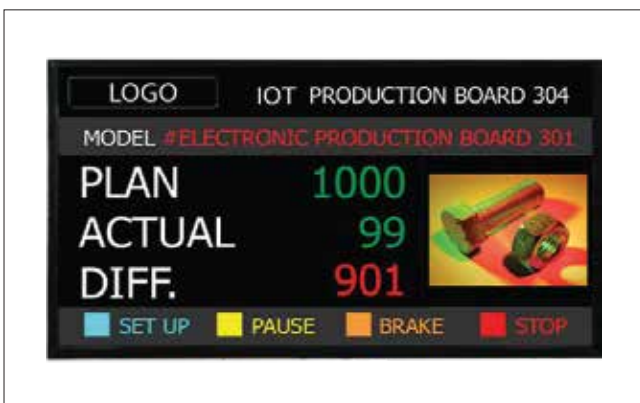 LOGO IOT PRODUCTION BOARD 304
MODEL #ELECTRONIC PRODUCTION BOARD 301
PLAN 1000
ACTUAL 99
DIFF. 901
SET UP PAUSE BRAKE STOP